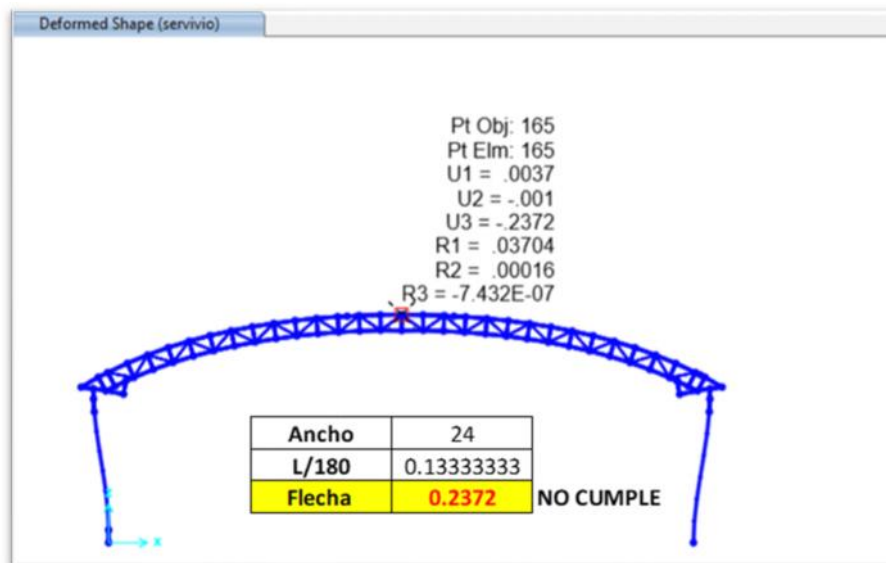 Deformed Shape (servivio)
Pt Obj: 165
Pt Elm: 165
U1 = .0037
U2 = -.001
U3 = -.2372
R1 = .03704
R2 = .00016
R3 = -7.432E-07
Ancho 24
L/180 0.13333333
Flecha 0.2372 NO CUMPLE
x